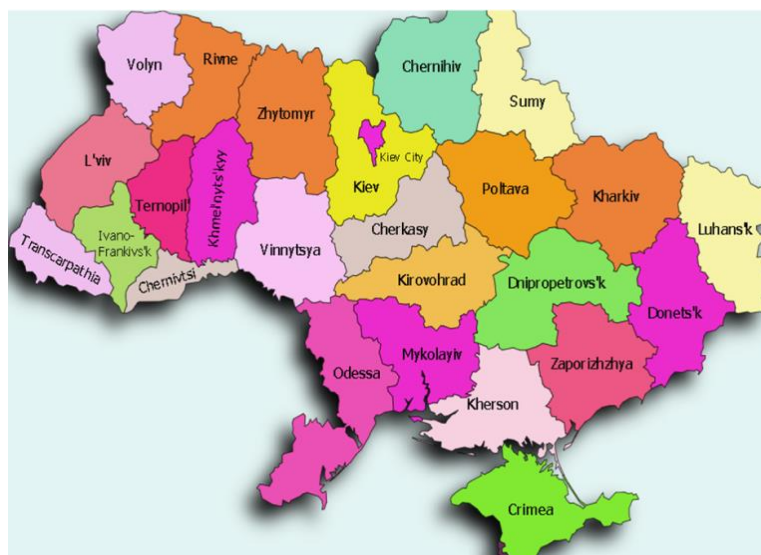 Volyn
Rivne
Chernihiv
Sumy
Zhytomyr
L'viv
Kiev City
Kiev
Ternopil'
Khmel'nyts'kyy
Poltava
Kharkiv
Ivano-
Frankivs'k
Cherkasy
Luhans'k
Vinnytsya
Transcarpathia
Chernivtsi
Kirovohrad
Dnipropetrovs'k
Donets'k
Mykolayiv
Odessa
Zaporizhzhya
Kherson
Crimea